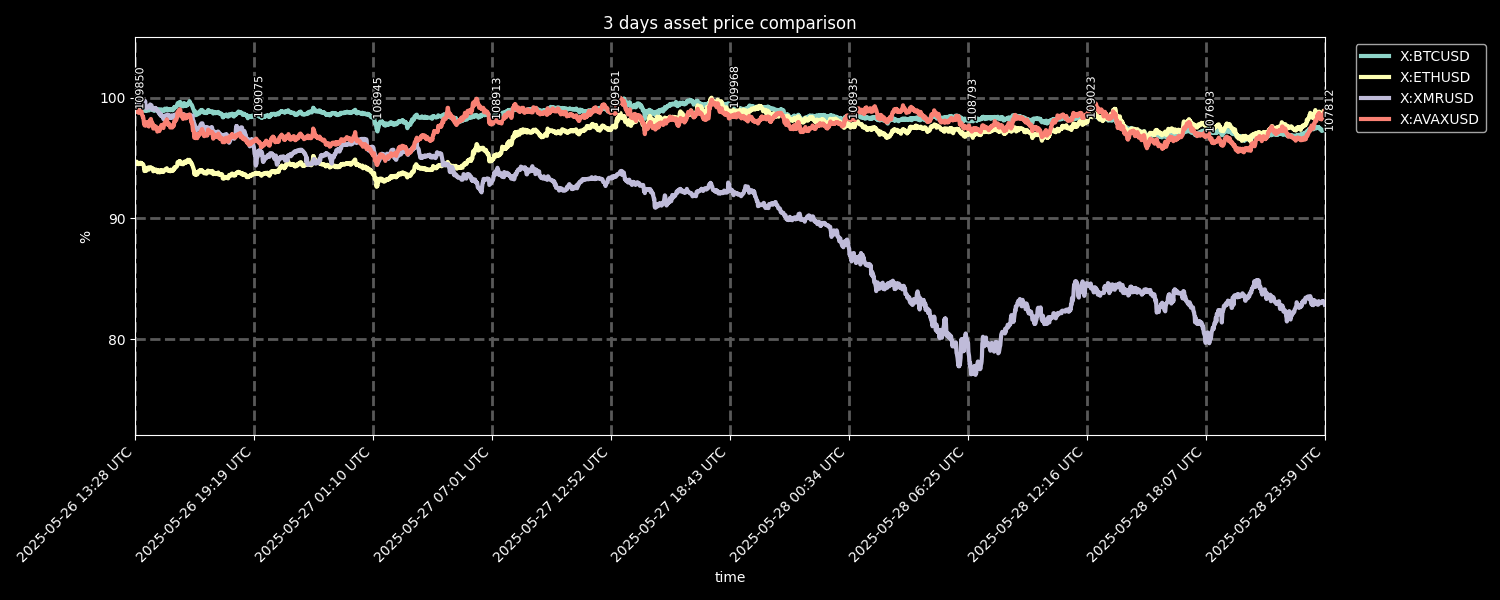 3 days asset price comparison
X:BTCUSD
X:ETHUSD
X:XMRUSD
X:AVAXUSD
109850
109075
108945
108913
109561
109968
108935
108793
109023
107693
107812
100
90
80
%
2025-05-26 13:28 UTC
2025-05-26 19:19 UTC
2025-05-27 01:10 UTC
2025-05-27 07:01 UTC
2025-05-27 12:52 UTC
2025-05-27 18:43 UTC
2025-05-28 00:34 UTC
2025-05-28 06:25 UTC
2025-05-28 12:16 UTC
2025-05-28 18:07 UTC
2025-05-28 23:59 UTC
time